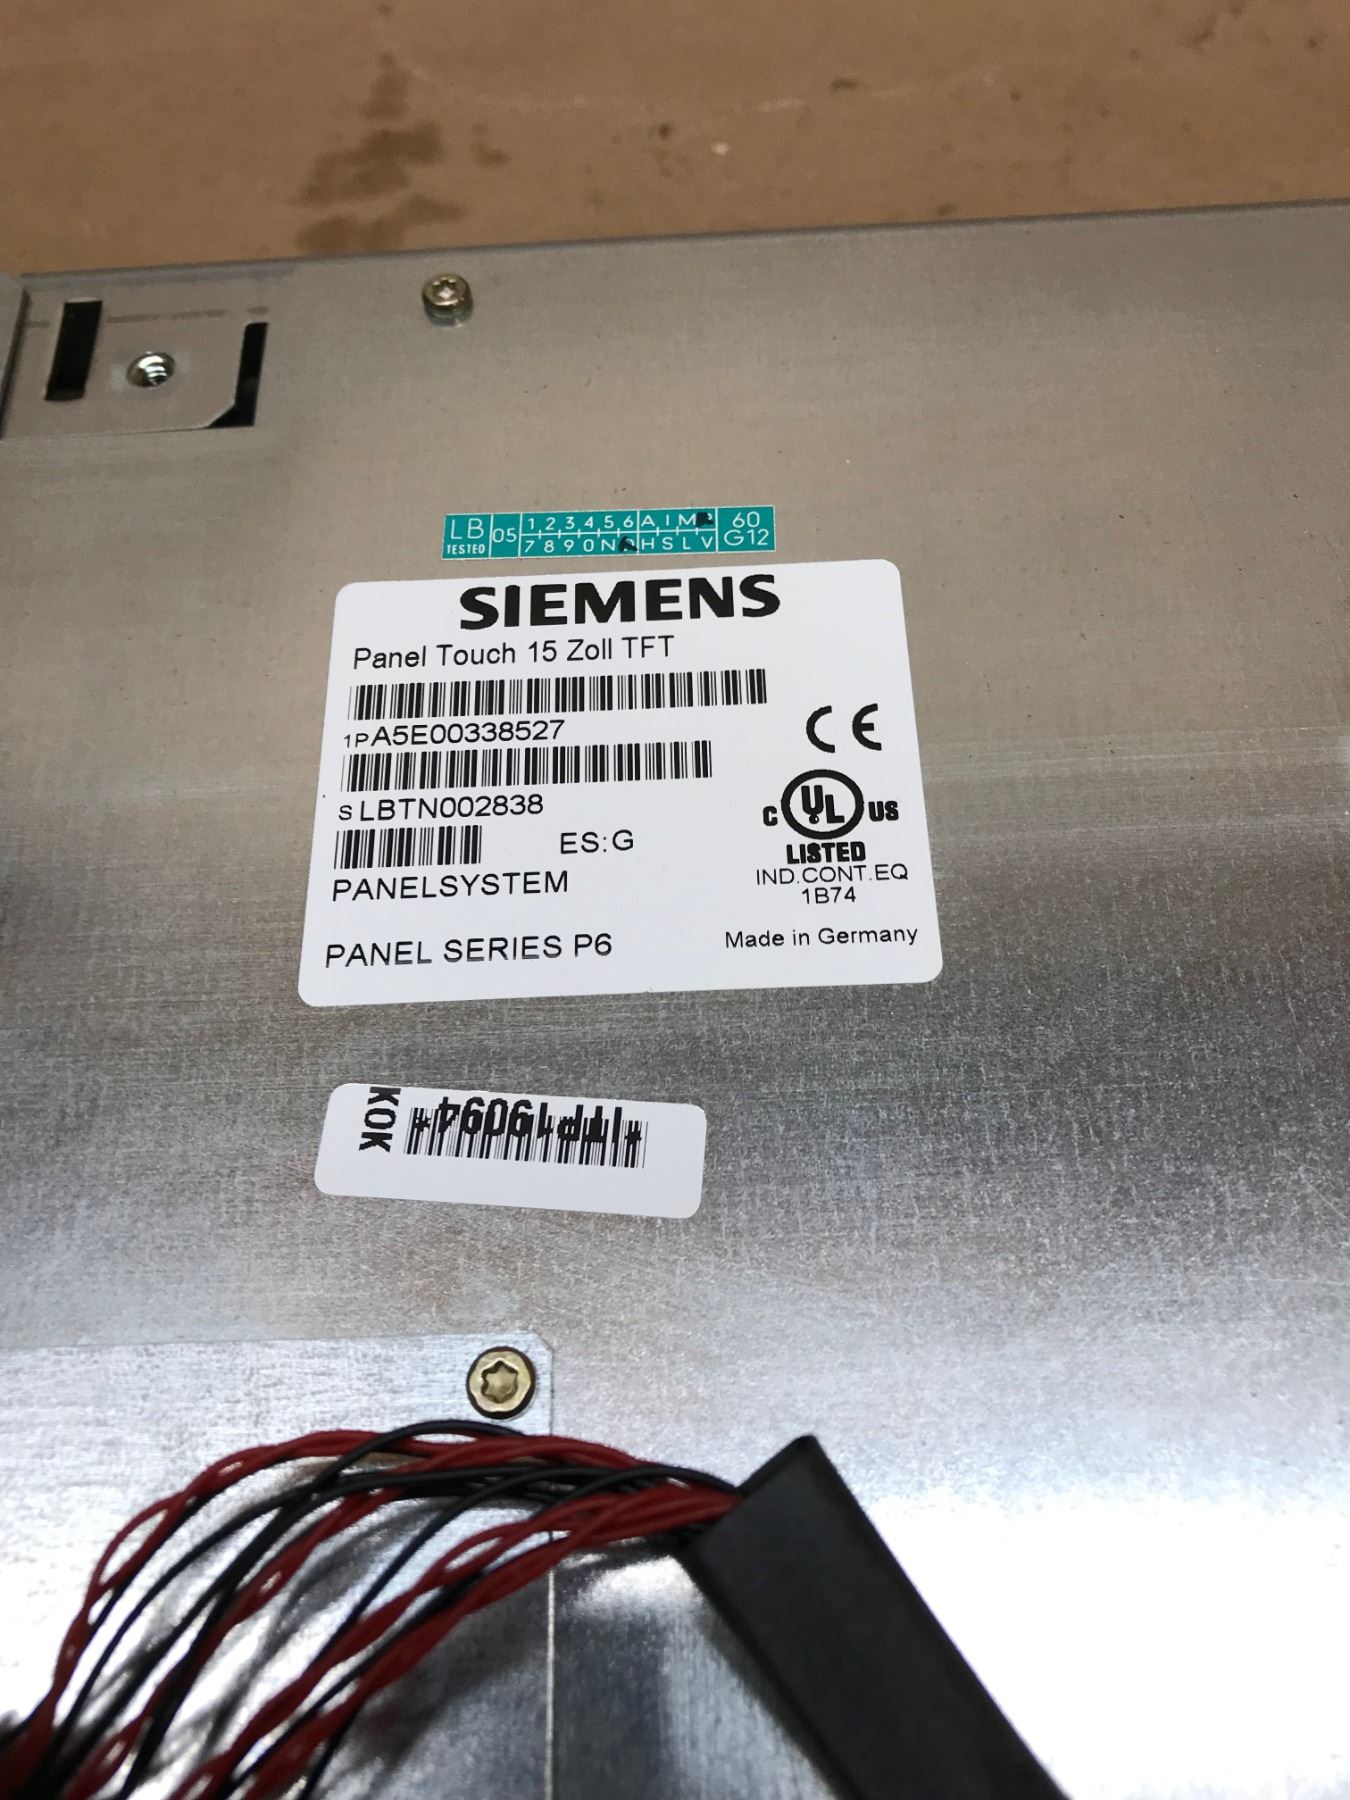 LB 05 1 2 3 4 5 6 A I M 60
TESTED 7 8 9 0 N H S L V G12
SIEMENS
Panel Touch 15 Zoll TFT
1P A5E00338527
S LBTN002838
ES:G
PANELSYSTEM
PANEL SERIES P6
CE
C UL US
LISTED
IND.CONT.EQ
1B74
Made in Germany
KOK
*ITP19094*